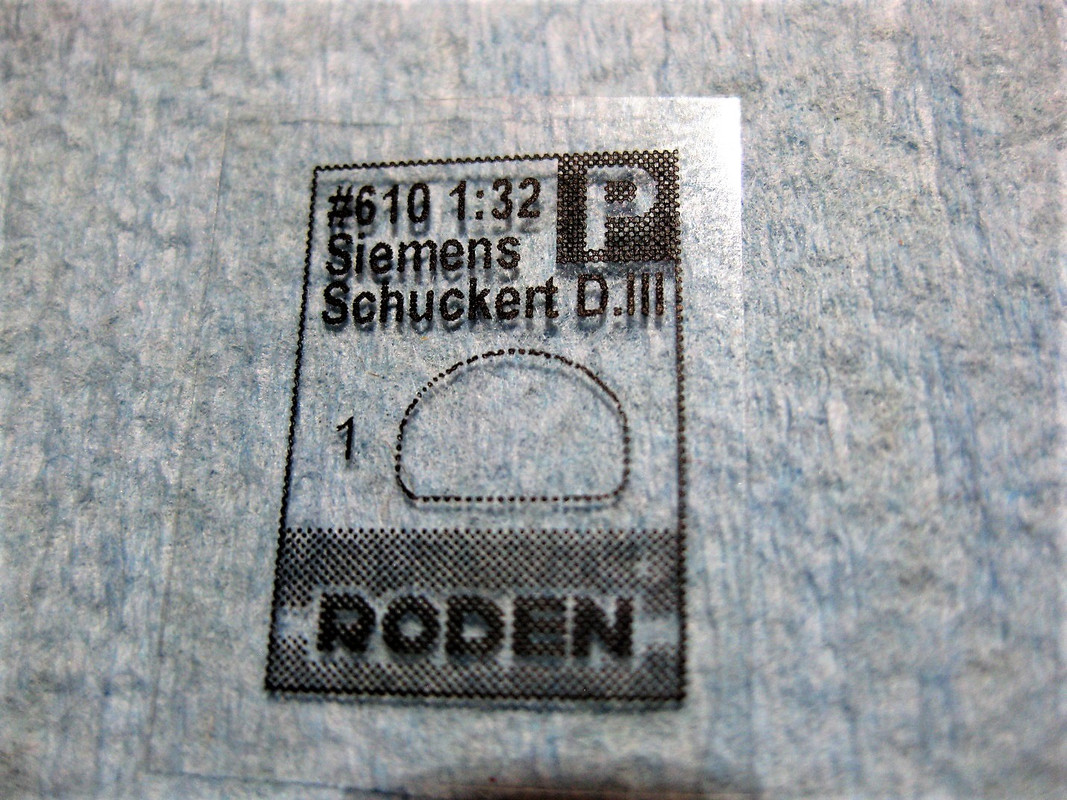 #610 1:32 P
Siemens
Schuckert D.III
1
RODEN